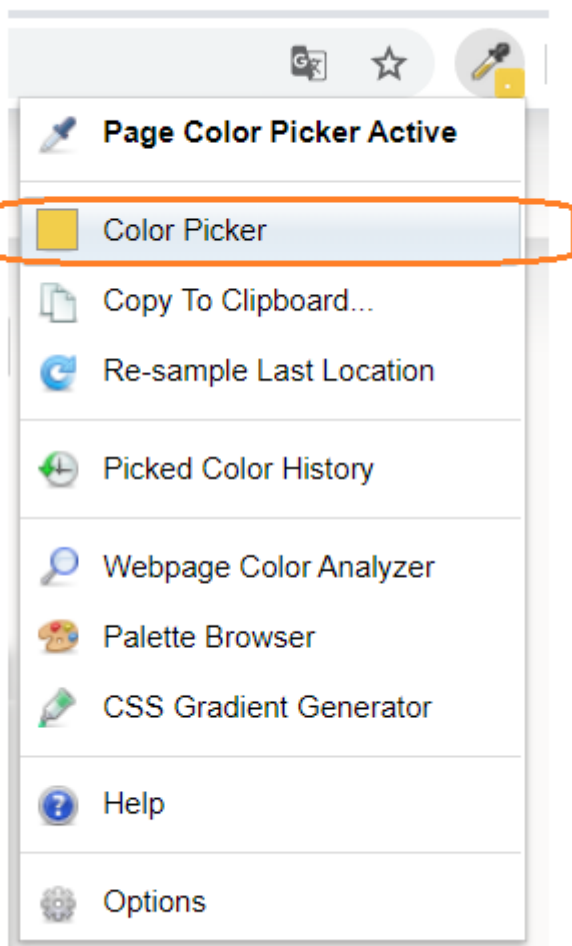 Page Color Picker Active
Color Picker
Copy To Clipboard...
Re-sample Last Location
Picked Color History
Webpage Color Analyzer
Palette Browser
CSS Gradient Generator
Help
Options